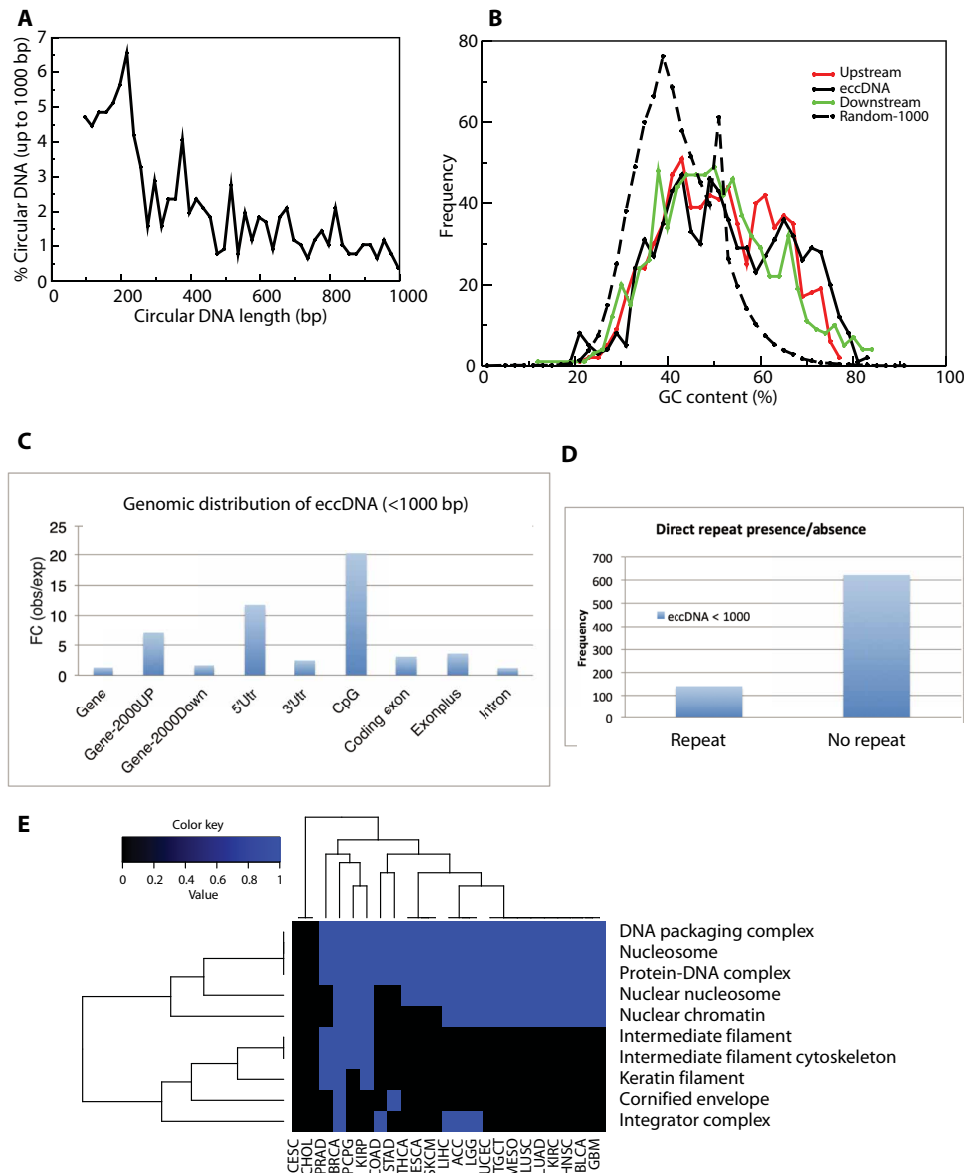 A
% Circular DNA (up to 1000 bp)
7
6
5
4
3
2
1
0
0 200 400 600 800 1000
Circular DNA length (bp)
B
Frequency
80
60
40
20
0
0 20 40 60 80 100
GC content (%)
Upstream
eccDNA
Downstream
Random-1000
C
Genomic distribution of eccDNA (<1000 bp)
FC (obs/exp)
25
20
15
10
5
0
Gene
Gene-2000UP
Gene-2000Down
5'Utr
3'Utr
CpG
Coding exon
Exonplus
Intron
D
Direct repeat presence/absence
Frequency
700
600
500
400
300
200
100
0
eccDNA < 1000
Repeat No repeat
E
Color key
0 0.2 0.4 0.6 0.8 1
Value
DNA packaging complex
Nucleosome
Protein-DNA complex
Nuclear nucleosome
Nuclear chromatin
Intermediate filament
Intermediate filament cytoskeleton
Keratin filament
Cornified envelope
Integrator complex
CESC
CHOL
PRAD
BRCA
PCPG
KIRP
COAD
STAD
THCA
ESCA
SKCM
LIHC
ACC
LGG
UCEC
TGCT
MESO
LUSC
LUAD
KIRC
HNSC
BLCA
GBM